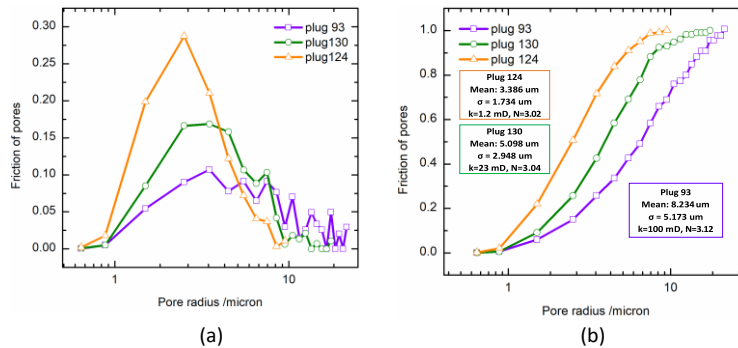 0.30
0.25
0.20
0.15
0.10
0.05
0.00
Friction of pores
plug 93
plug130
plug124
1
10
Pore radius /micron
(a)
1.0
0.8
0.6
0.4
0.2
0.0
Friction of pores
plug 93
plug 130
plug 124
Plug 124
Mean: 3.386 um
σ = 1.734 um
k=1.2 mD, N=3.02
Plug 130
Mean: 5.098 um
σ = 2.948 um
k=23 mD, N=3.04
Plug 93
Mean: 8.234 um
σ = 5.173 um
k=100 mD, N=3.12
1
10
Pore radius /micron
(b)